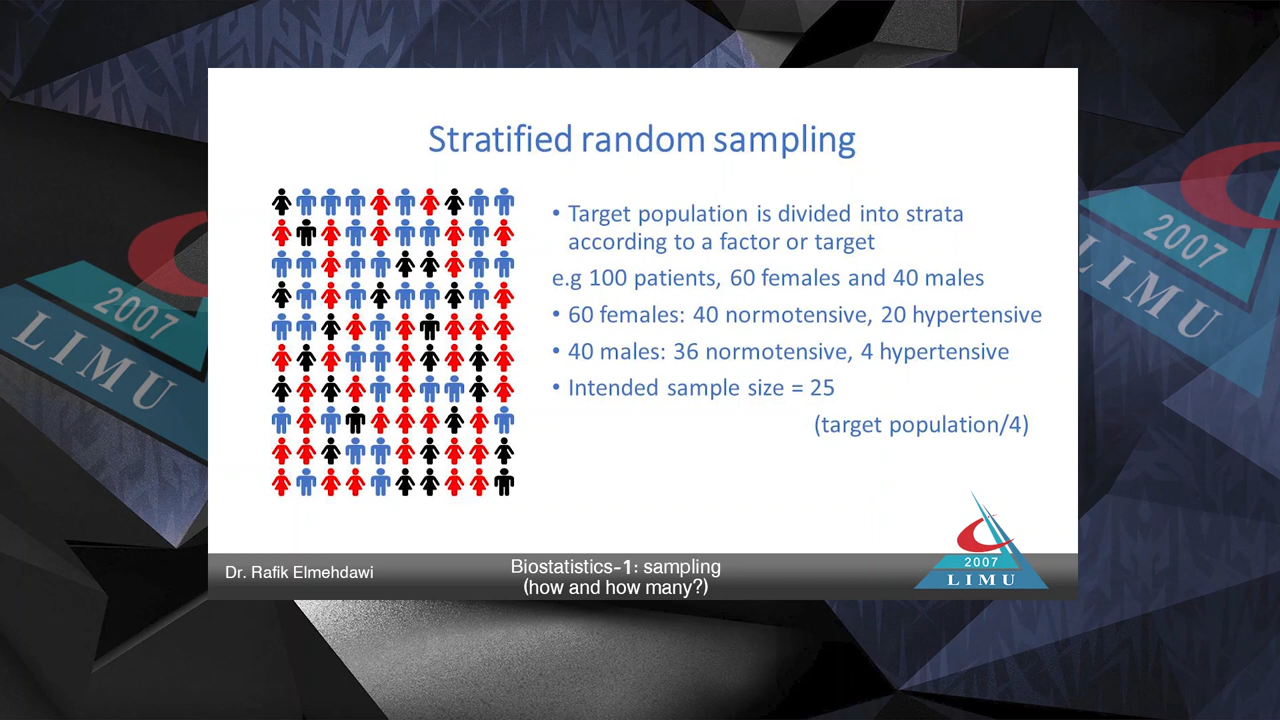 Stratified random sampling
• Target population is divided into strata
according to a factor or target
e.g 100 patients, 60 females and 40 males
• 60 females: 40 normotensive, 20 hypertensive
• 40 males: 36 normotensive, 4 hypertensive
• Intended sample size = 25
(target population/4)
2007
LIMU
2007
LIMU
Dr. Rafik Elmehdawi
Biostatistics-1: sampling
(how and how many?)
2007
LIMU